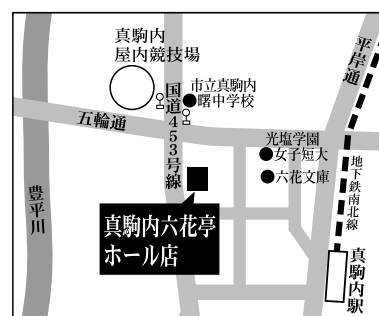 真駒内
屋内競技場
平岸通
市立真駒内
曙中学校
国道453号線
五輪通
光塩学園
女子短大
六花文庫
地下鉄南北線
豊平川
真駒内六花亭
ホール店
真駒内駅